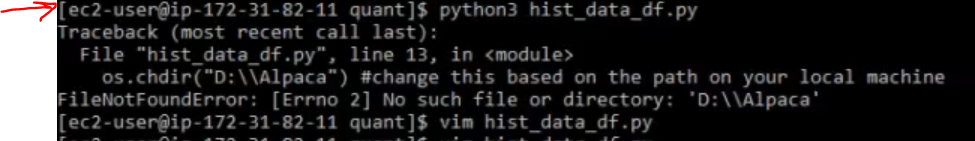 [ec2-user@ip-172-31-82-11 quant]$ python3 hist_data_df.py
Traceback (most recent call last):
  File "hist_data_df.py", line 13, in <module>
    os.chdir("D:\\Alpaca") #change this based on the path on your local machine
FileNotFoundError: [Errno 2] No such file or directory: 'D:\\Alpaca'
[ec2-user@ip-172-31-82-11 quant]$ vim hist_data_df.py